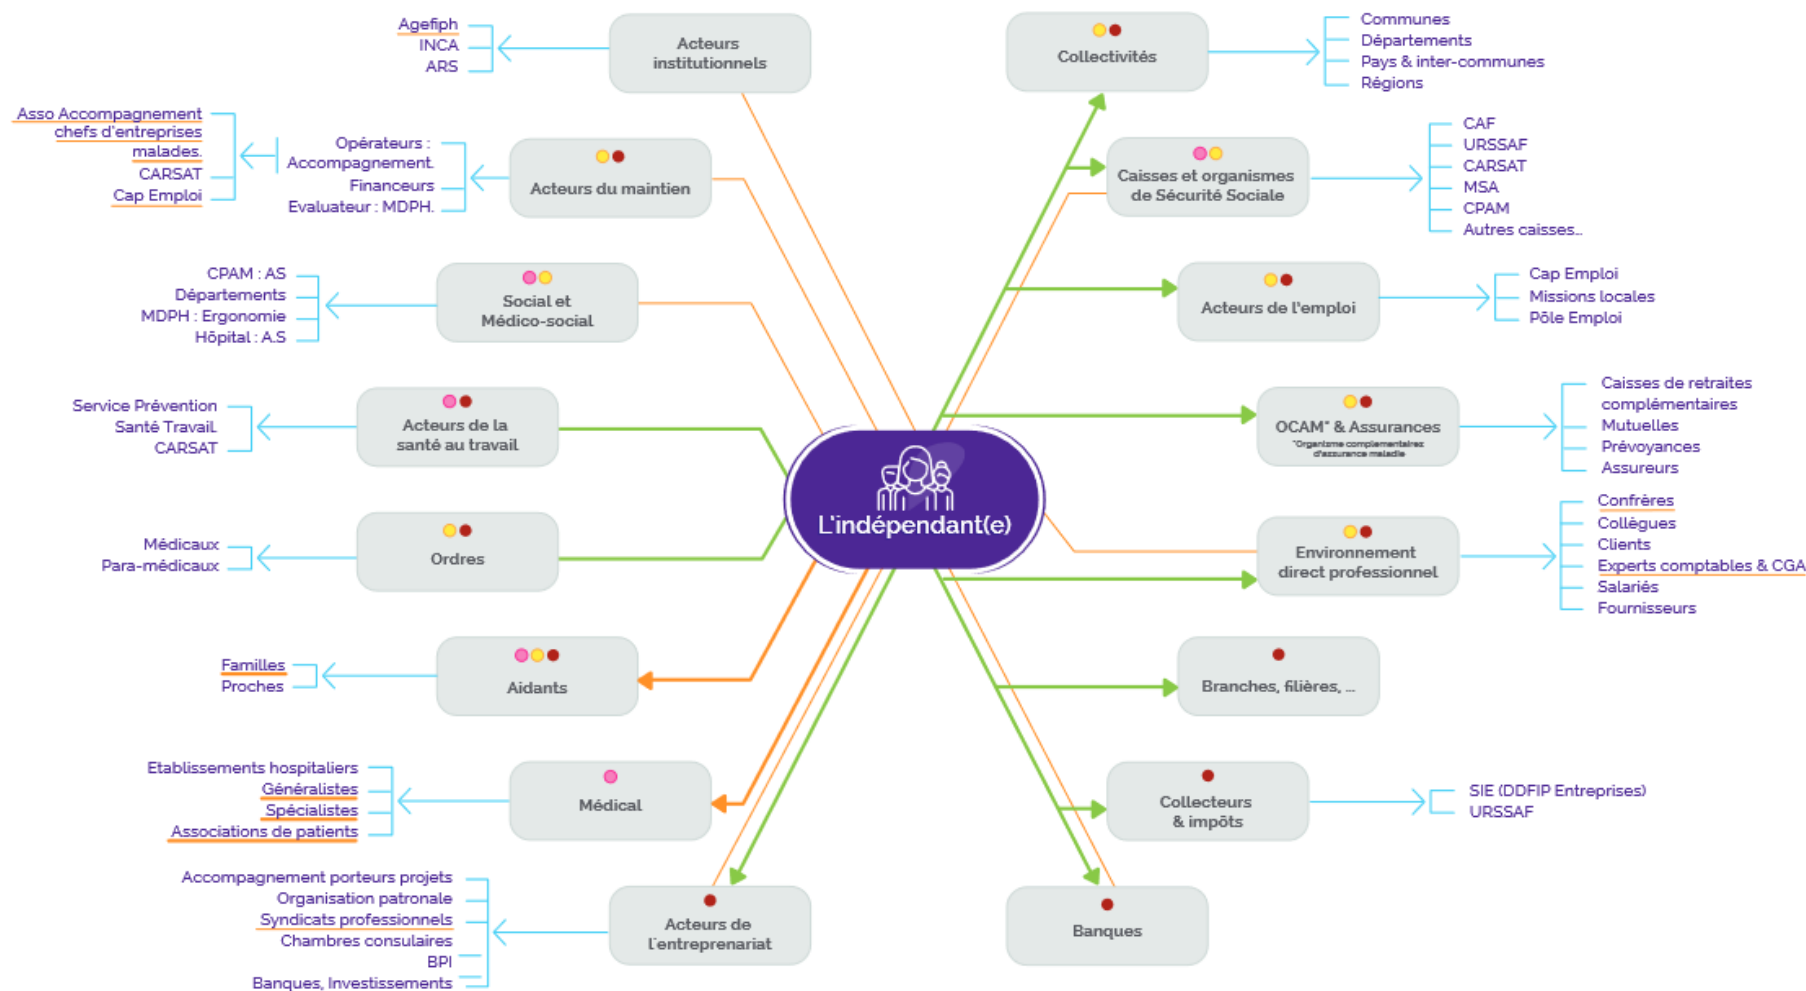 Agefiph
INCA
ARS
Acteurs
institutionnels
Asso Accompagnement
chefs d'entreprises
malades.
CARSAT
Cap Emploi
Opérateurs :
Accompagnement.
Financeurs
Evaluateur : MDPH.
Acteurs du maintien
CPAM : AS
Départements
MDPH : Ergonomie
Hôpital : A.S
Social et
Médico-social
Service Prévention
Santé Travail.
CARSAT
Acteurs de la
santé au travail
Médicaux
Para-médicaux
Ordres
Familles
Proches
Aidants
Etablissements hospitaliers
Généralistes
Spécialistes
Associations de patients
Médical
Accompagnement porteurs projets
Organisation patronale
Syndicats professionnels
Chambres consulaires
BPI
Banques, Investissements
Acteurs de
l'entreprenariat
L'indépendant(e)
Collectivités
Communes
Départements
Pays & inter-communes
Régions
Caisses et organismes
de Sécurité Sociale
CAF
URSSAF
CARSAT
MSA
CPAM
Autres caisses...
Acteurs de l'emploi
Cap Emploi
Missions locales
Pôle Emploi
OCAM* & Assurances
*Organisme complementaires
d'assurance maladie
Caisses de retraites
complémentaires
Mutuelles
Prévoyances
Assureurs
Environnement
direct professionnel
Confrères
Collègues
Clients
Experts comptables & CGA
Salariés
Fournisseurs
Branches, filières, ...
Collecteurs
& impôts
SIE (DDFIP Entreprises)
URSSAF
Banques